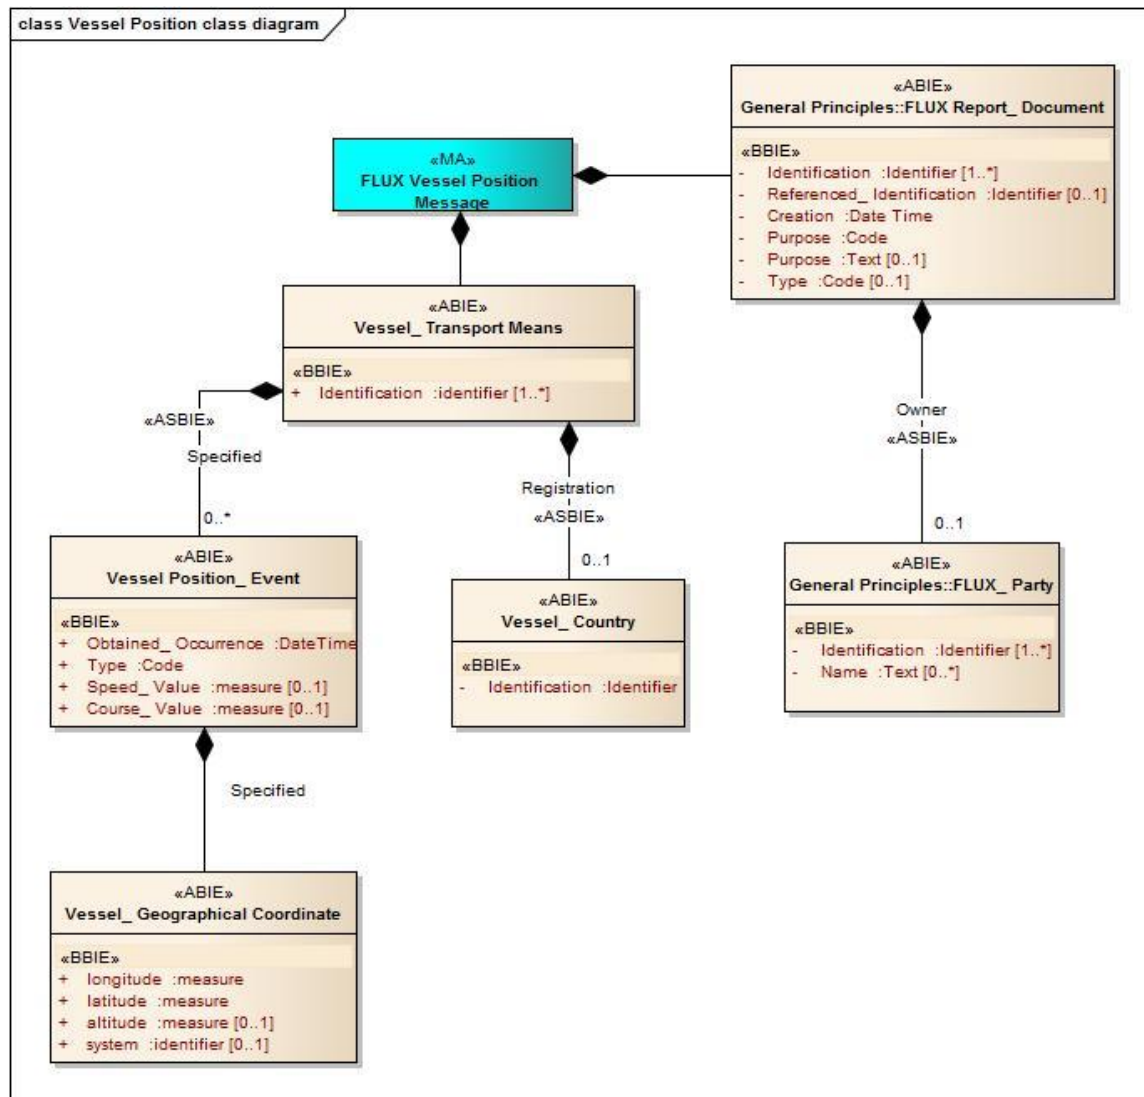 class Vessel Position class diagram
«ABIE»
General Principles::FLUX Report_ Document
«BBIE»
- Identification :Identifier [1..*]
- Referenced_ Identification :Identifier [0..1]
- Creation :Date Time
- Purpose :Code
- Purpose :Text [0..1]
- Type :Code [0..1]
«MA»
FLUX Vessel Position
Message
«ABIE»
Vessel_ Transport Means
«BBIE»
+ Identification :identifier [1..*]
«ASBIE»
Specified
0..*
Registration
«ASBIE»
0..1
Owner
«ASBIE»
0..1
«ABIE»
Vessel Position_ Event
«BBIE»
+ Obtained_ Occurrence :DateTime
+ Type :Code
+ Speed_ Value :measure [0..1]
+ Course_ Value :measure [0..1]
«ABIE»
Vessel_ Country
«BBIE»
- Identification :Identifier
«ABIE»
General Principles::FLUX_ Party
«BBIE»
- Identification :Identifier [1..*]
- Name :Text [0..*]
Specified
«ABIE»
Vessel_ Geographical Coordinate
«BBIE»
+ longitude :measure
+ latitude :measure
+ altitude :measure [0..1]
+ system :identifier [0..1]